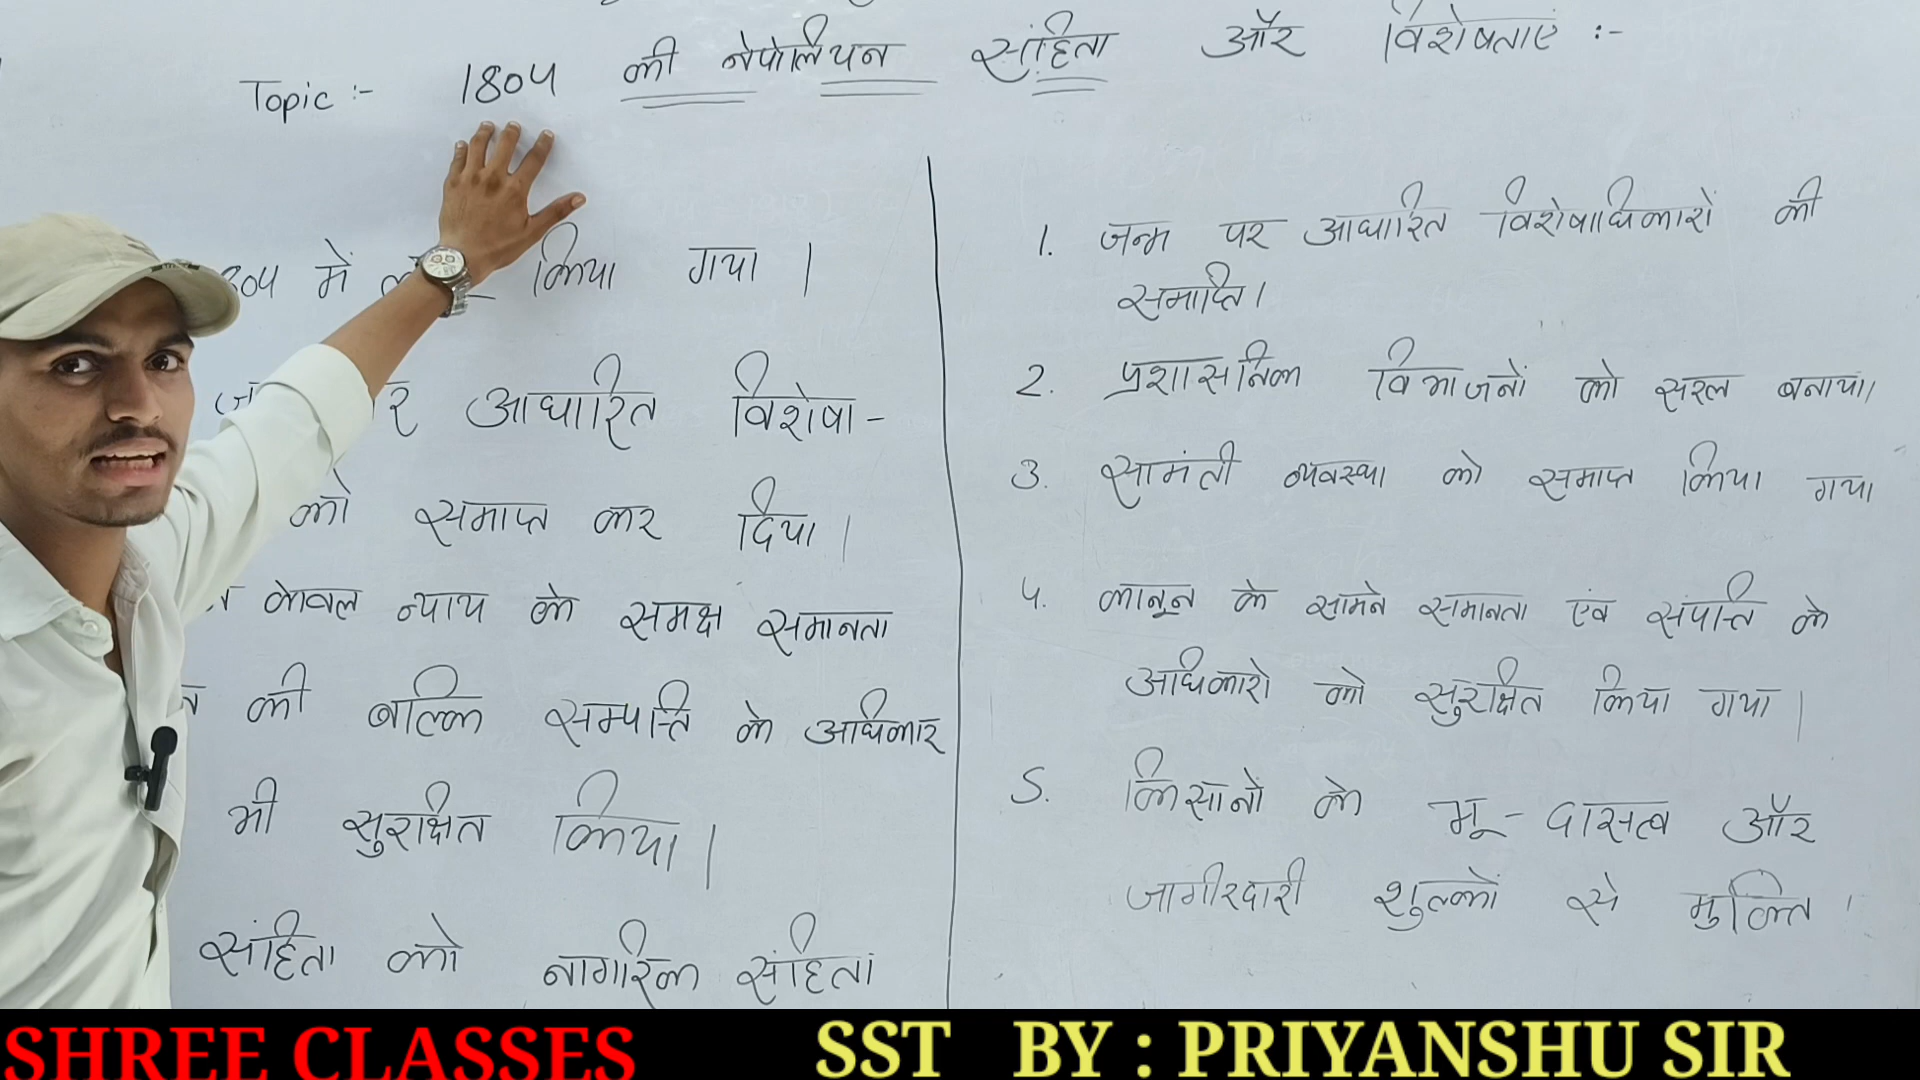 Topic :- 1804 की नेपोलियन संहिता और विशेषताएं :-
में किया गया ।
आधारित विशेषा -
को समाप्त कर दिया ।
केवल न्याय के समक्ष समानता
की बल्कि सम्पत्ति के अधिकार
भी सुरक्षित किया ।
संहिता को नागरिक संहिता
1. जन्म पर आधारित विशेषाधिकारों की
समाप्ति ।
2. प्रशासनिक विभाजनों को सरल बनाया ।
3. सामंती व्यवस्था को समाप्त किया गया
4. कानून के सामने समानता एंव संपत्ति के
अधिकारो को सुरक्षित किया गया ।
5. किसानों के भू - दासत्व और
जागीरदारी शुल्कों से मुक्ति ।
SHREE CLASSES SST BY : PRIYANSHU SIR